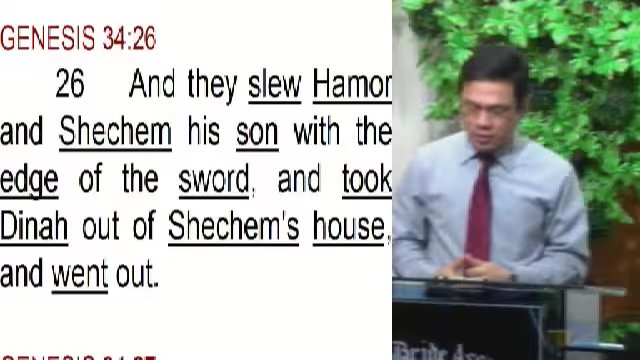 GENESIS 34:26
26 And they slew Hamor
and Shechem his son with the
edge of the sword, and took
Dinah out of Shechem's house,
and went out.